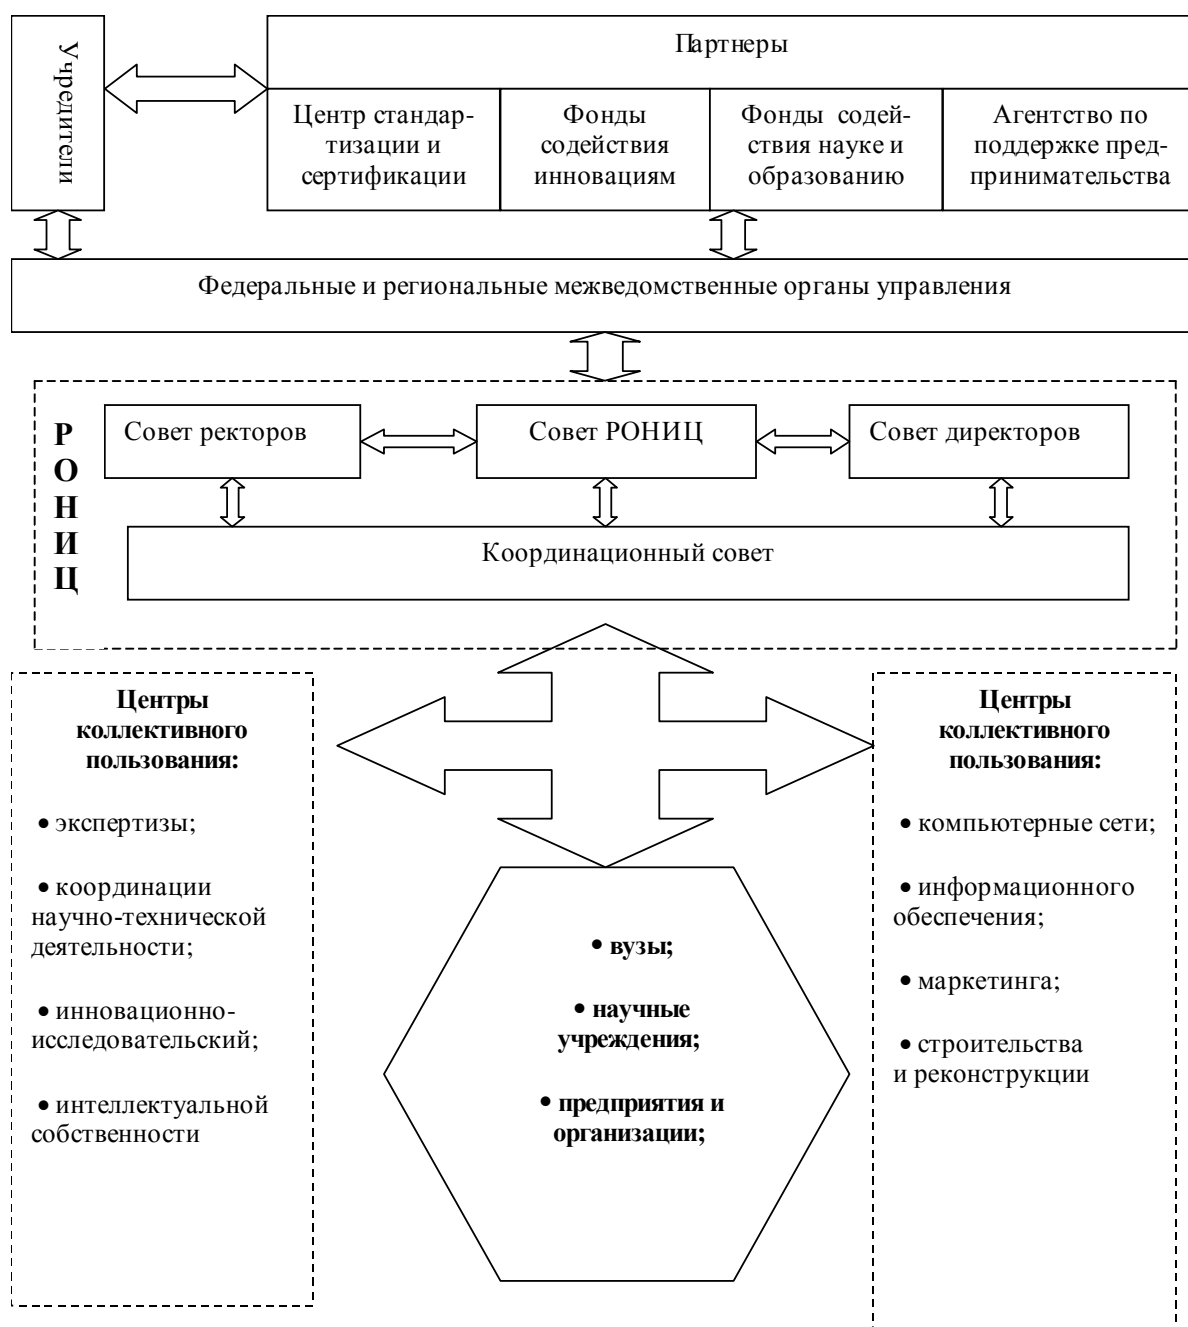 Учредители
Партнеры
Центр стандар-
тизации и
сертификации
Фонды
содействия
инновациям
Фонды содей-
ствия науке и
образованию
Агентство по
поддержке пред-
принимательства
Федеральные и региональные межведомственные органы управления
Р
О
Н
И
Ц
Совет ректоров
Совет РОНИЦ
Совет директоров
Координационный совет
Центры
коллективного
пользования:
• экспертизы;
• координации
научно-технической
деятельности;
• инновационно-
исследовательский;
• интеллектуальной
собственности
• вузы;
• научные
учреждения;
• предприятия и
организации;
Центры
коллективного
пользования:
• компьютерные сети;
• информационного
обеспечения;
• маркетинга;
• строительства
и реконструкции